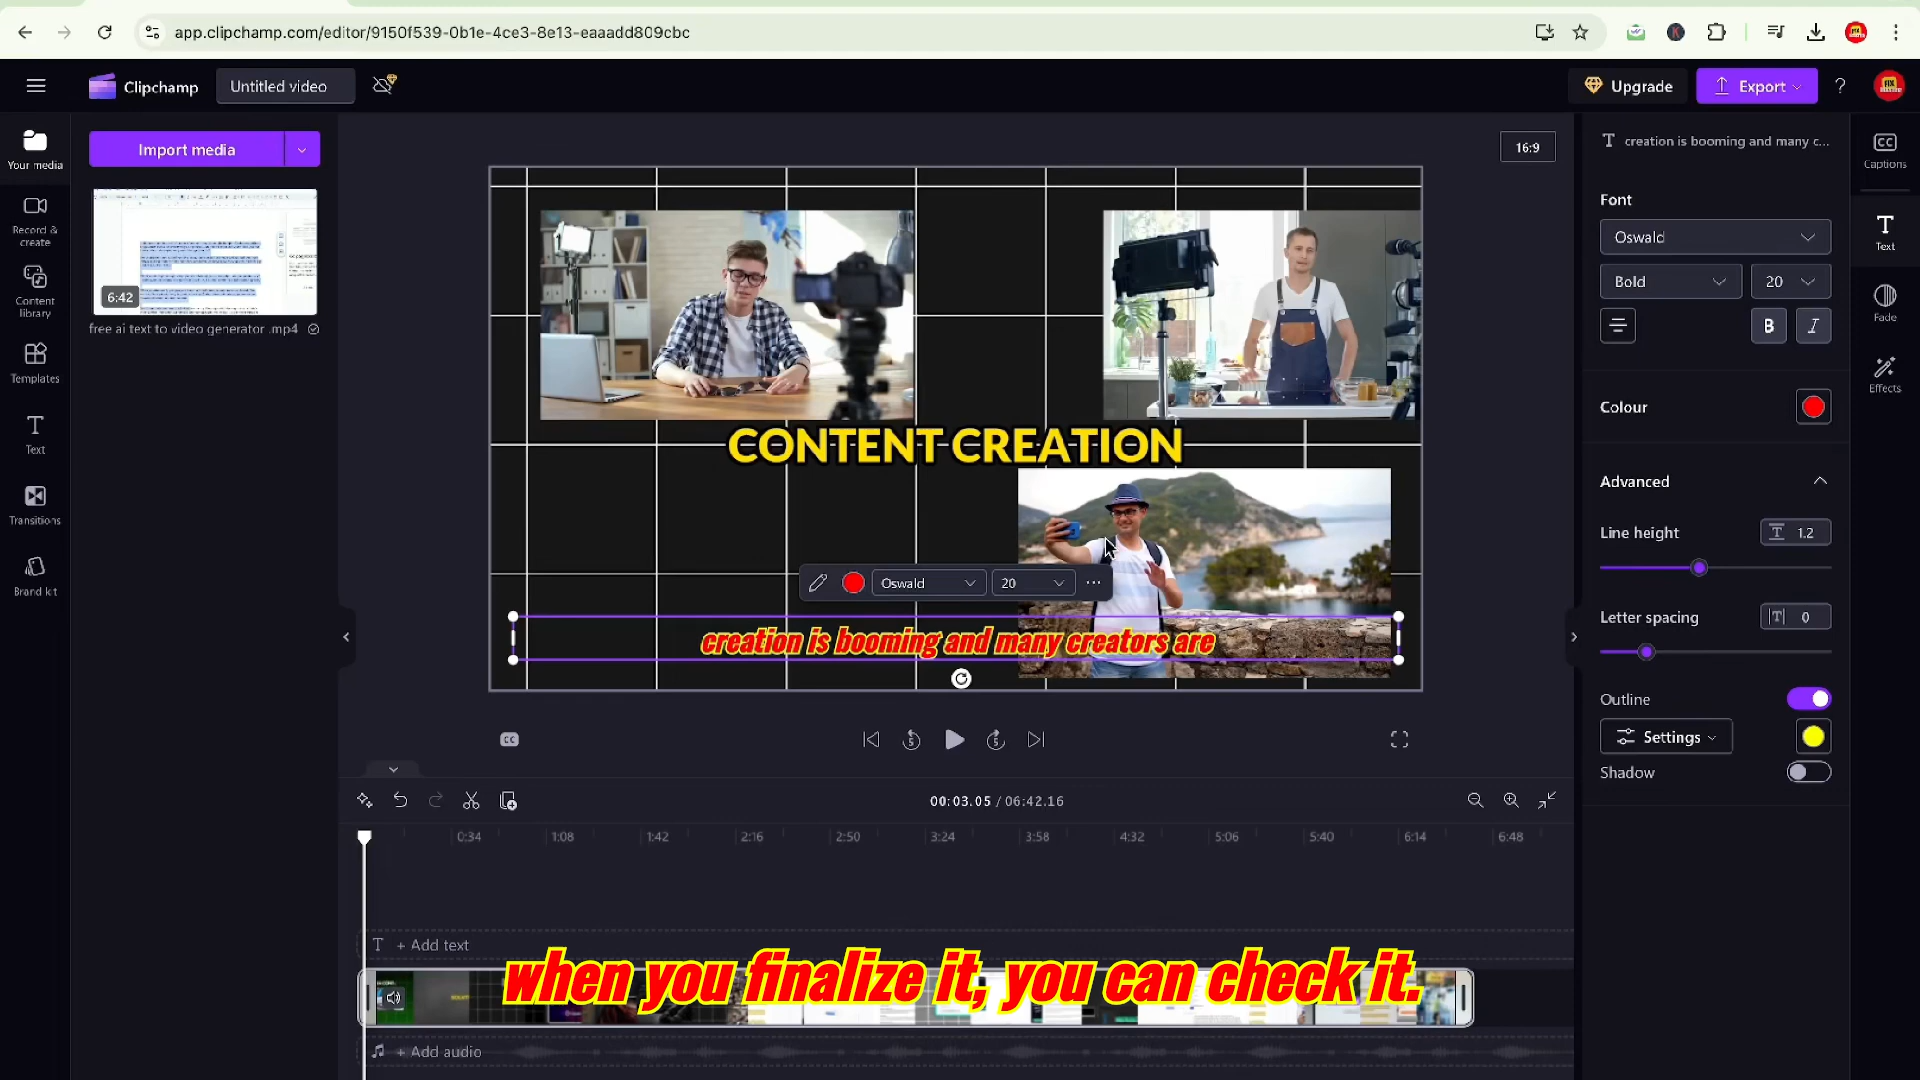 app.clipchamp.com/editor/9150f539-0b1e-4ce3-8e13-eaaadd809cbc
Clipchamp
Untitled video
Upgrade
Export
?
Your media
Import media
6:42
free ai text to video generator .mp4
Record &
create
Content
library
Templates
Text
Transitions
Brand kit
16:9
CONTENT CREATION
Oswald
20
creation is booming and many creators are
CC
5
5
00:03.05 / 06:42.16
0:34
1:08
1:42
2:16
2:50
3:24
3:58
4:32
5:06
5:40
6:14
6:48
T + Add text
when you finalize it, you can check it.
+ Add audio
T creation is booming and many c...
Font
Oswald
Bold
20
B
I
Colour
Advanced
Line height
1.2
Letter spacing
0
Outline
Settings
Shadow
CC
Captions
Text
Fade
Effects